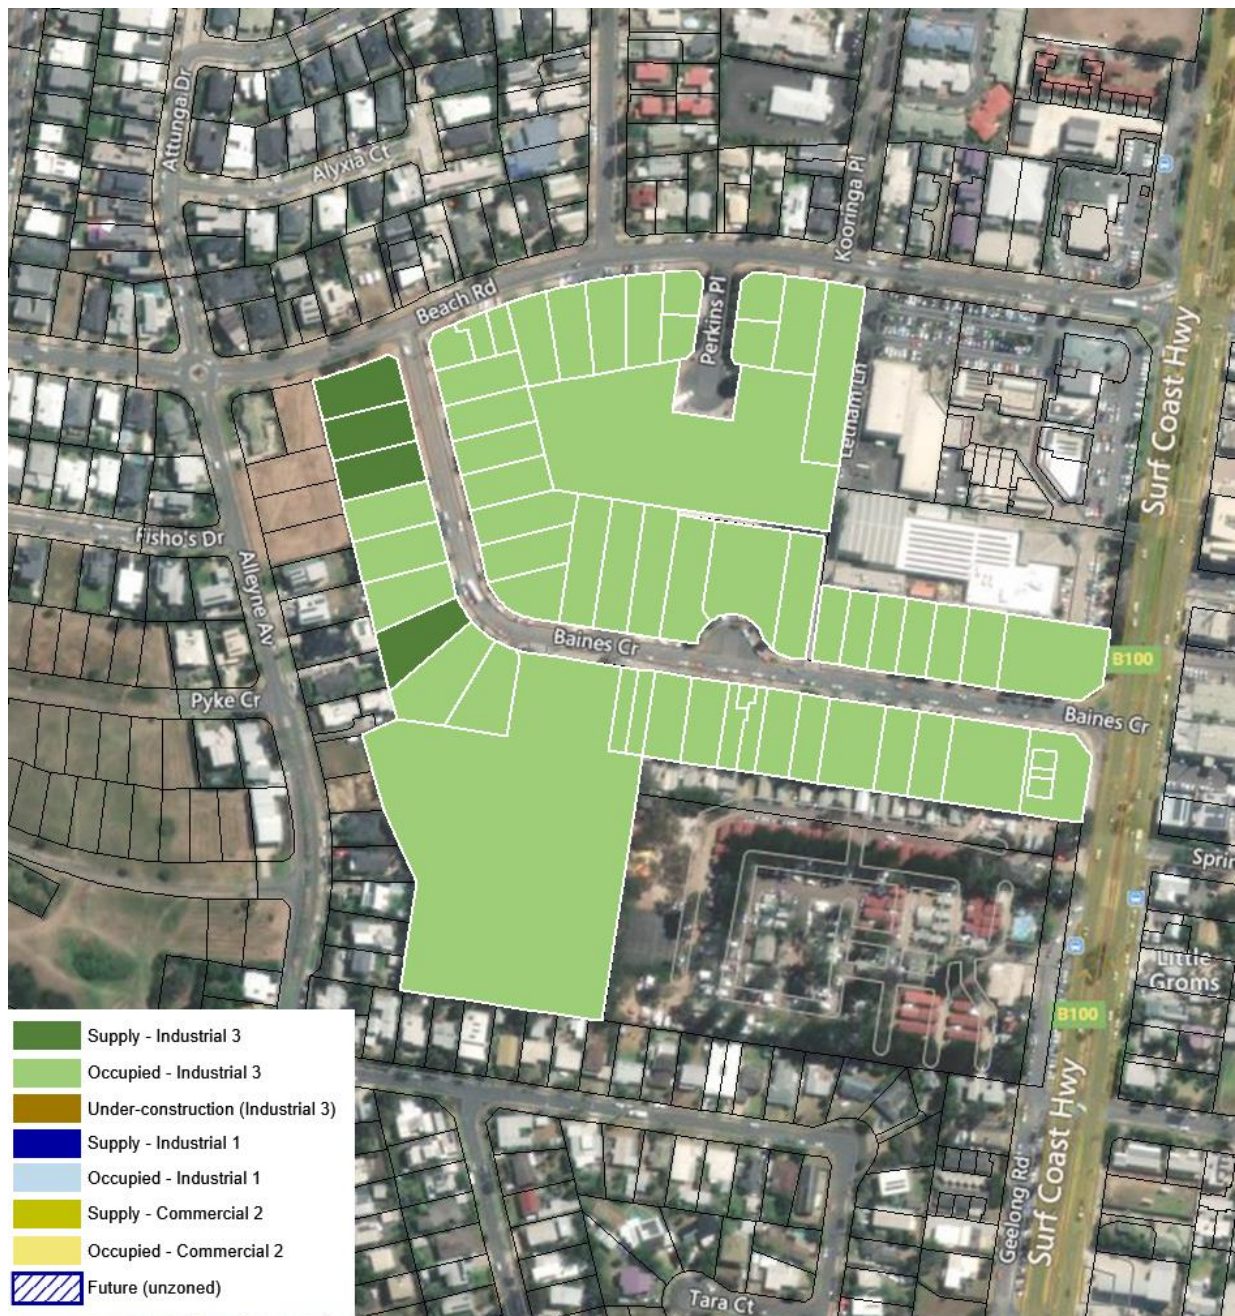 Attunga Dr
Alyxia Ct
Kooringa Pl
Beach Rd
Perkins Pl
Surf Coast Hwy
Letham Ln
Fisho's Dr
Alleyne Av
Baines Cr
B100
Pyke Cr
Baines Cr
Sprin
Little
Groms
B100
Supply - Industrial 3
Occupied - Industrial 3
Under-construction (Industrial 3)
Supply - Industrial 1
Occupied - Industrial 1
Supply - Commercial 2
Occupied - Commercial 2
Future (unzoned)
Geelong Rd
Surf Coast Hwy
Tara Ct